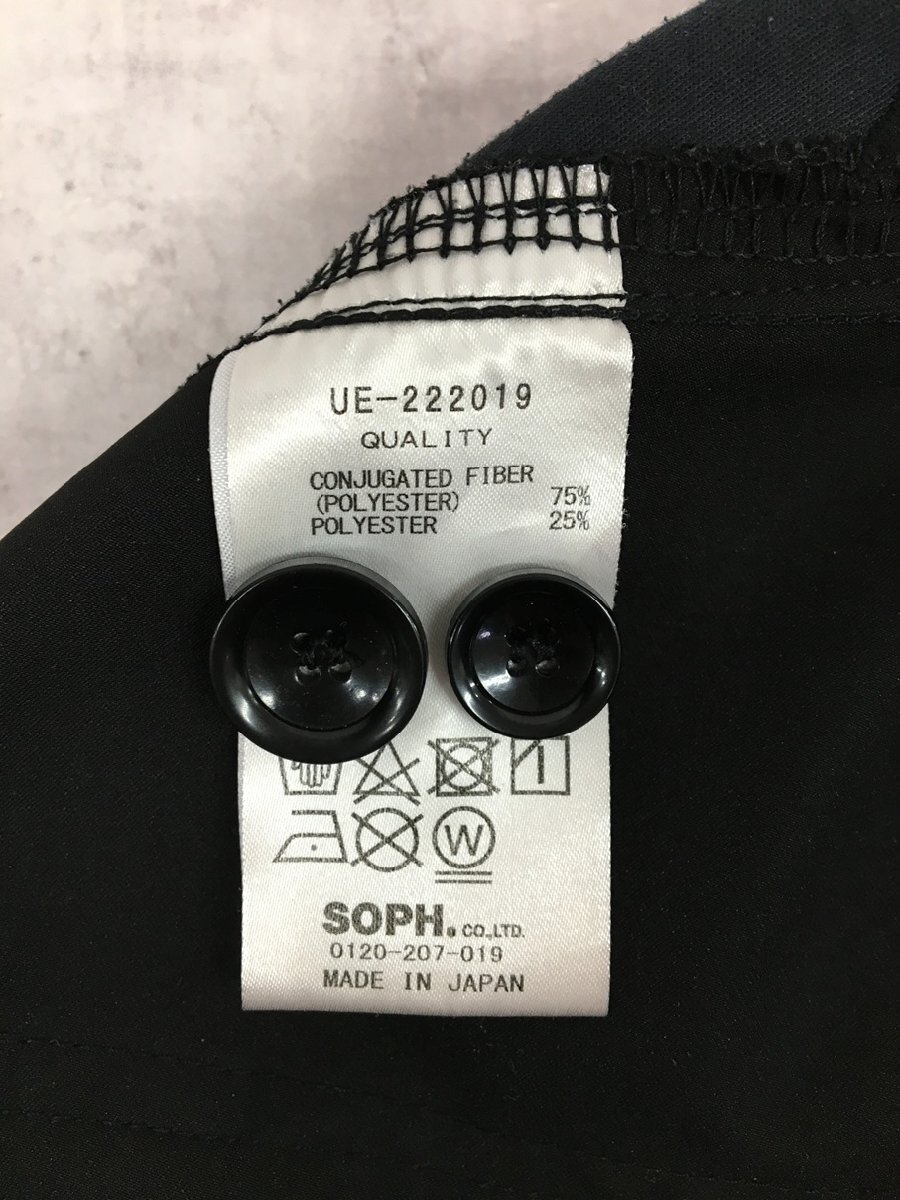 UE-222019
QUALITY
CONJUGATED FIBER
(POLYESTER) 75%
POLYESTER 25%
W
SOPH. CO.,LTD.
0120-207-019
MADE IN JAPAN